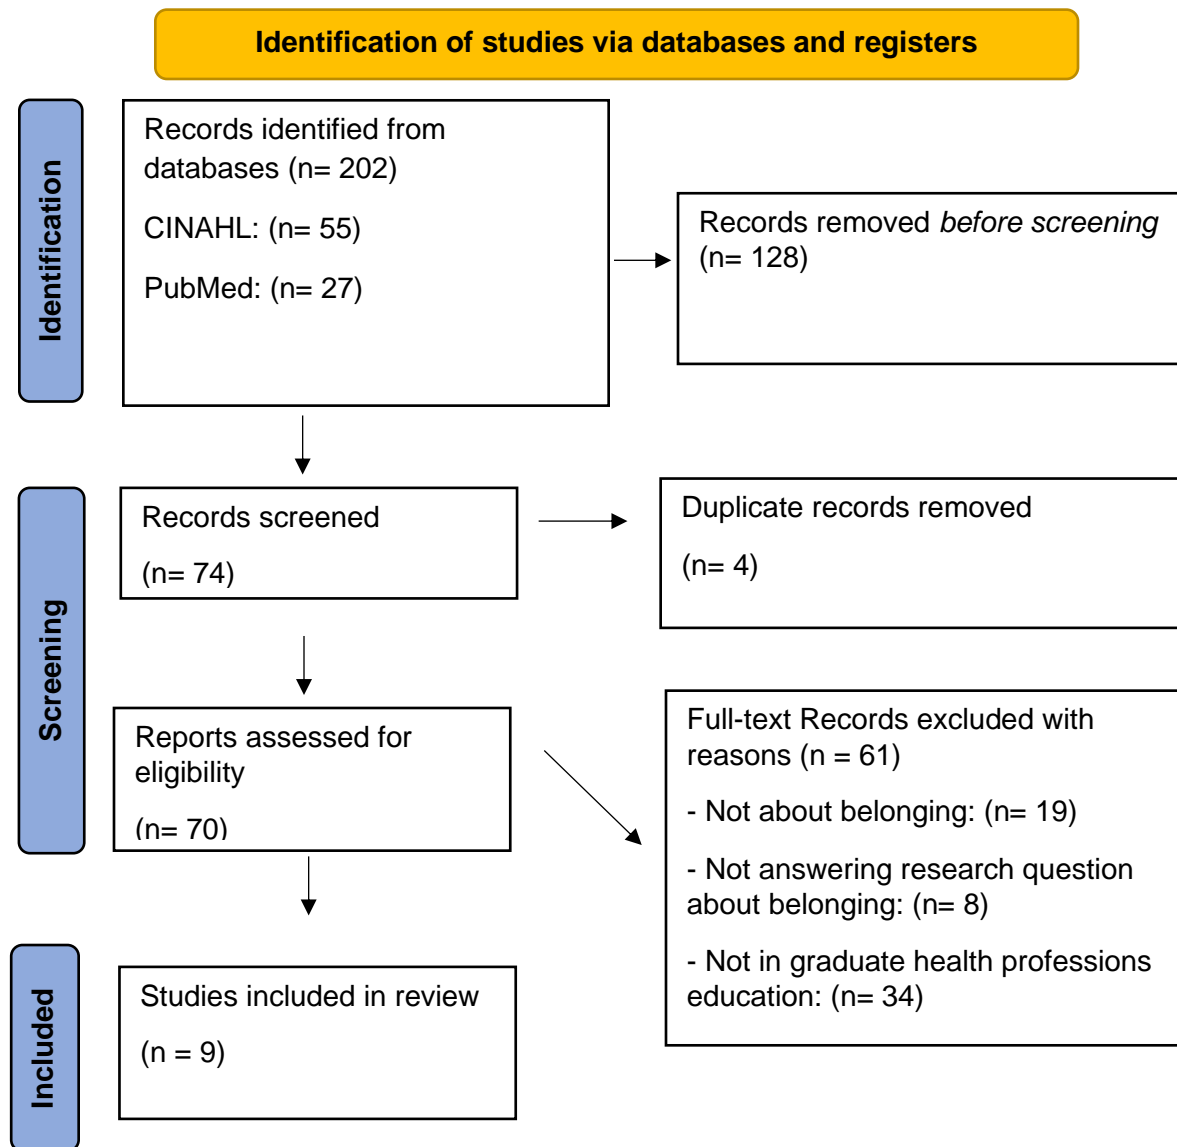 Identification of studies via databases and registers
Identification
Records identified from
databases (n= 202)
CINAHL: (n= 55)
PubMed: (n= 27)
Records removed before screening
(n= 128)
Screening
Records screened
(n= 74)
Duplicate records removed
(n= 4)
Reports assessed for
eligibility
(n= 70)
Full-text Records excluded with
reasons (n = 61)
- Not about belonging: (n= 19)
- Not answering research question
about belonging: (n= 8)
- Not in graduate health professions
education: (n= 34)
Included
Studies included in review
(n = 9)